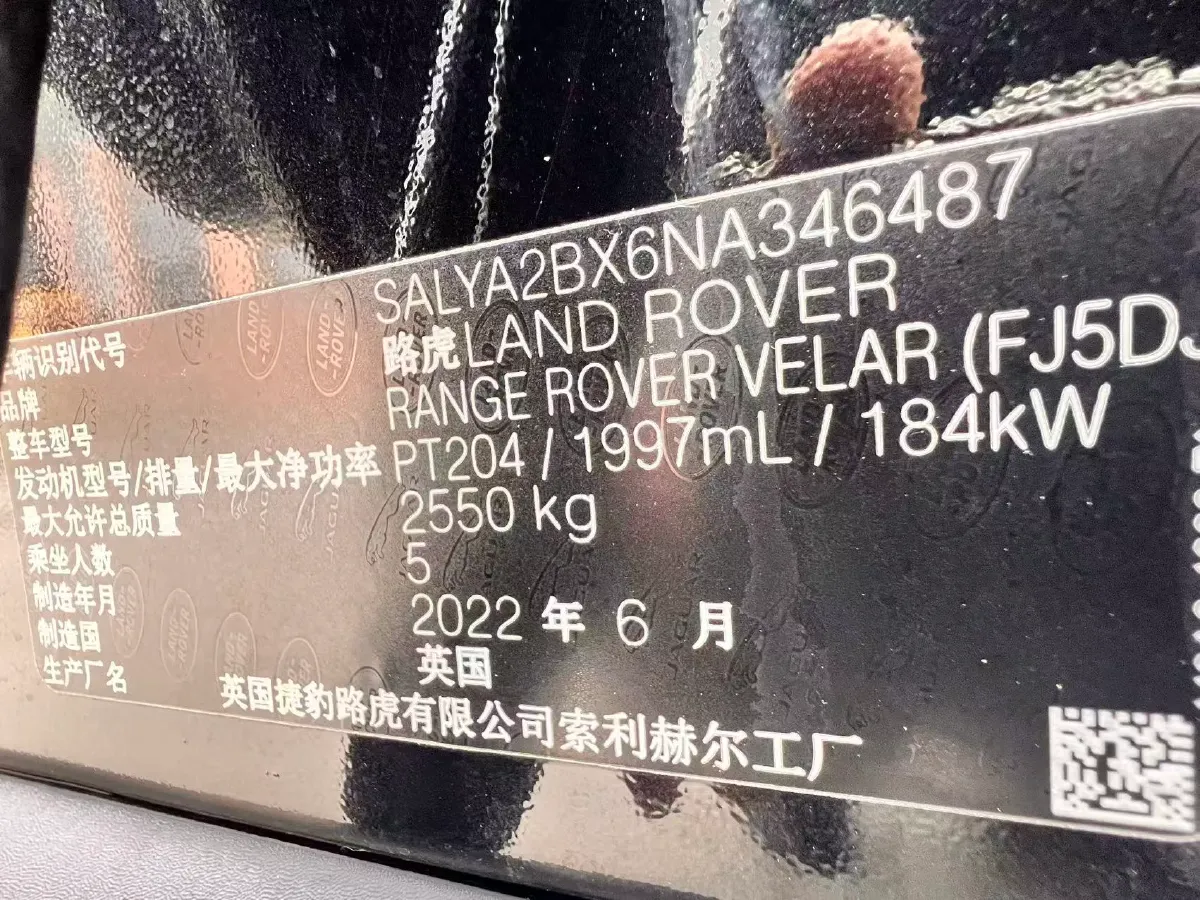 辆识别代号 SALYA2BX6NA346487
品牌 路虎LAND ROVER
整车型号 RANGE ROVER VELAR (FJ5DJ
发动机型号/排量/最大净功率 PT204 / 1997mL / 184kW
最大允许总质量 2550 kg
乘坐人数 5
制造年月 2022 年 6 月
制造国 英国
生产厂名 英国捷豹路虎有限公司索利赫尔工厂